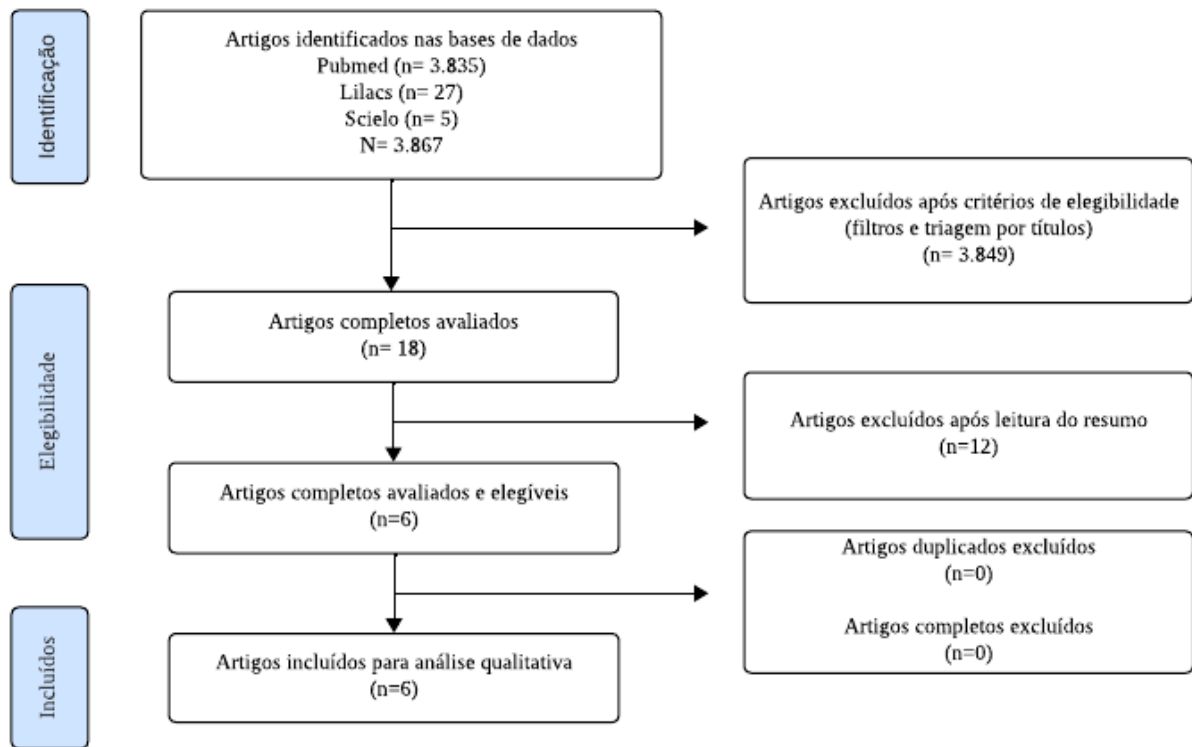 Identificação
Artigos identificados nas bases de dados
Pubmed (n= 3.835)
Lilacs (n= 27)
Scielo (n= 5)
N= 3.867
Artigos excluídos após critérios de elegibilidade
(filtros e triagem por títulos)
(n= 3.849)
Elegibilidade
Artigos completos avaliados
(n= 18)
Artigos excluídos após leitura do resumo
(n=12)
Artigos completos avaliados e elegíveis
(n=6)
Artigos duplicados excluídos
(n=0)
Artigos completos excluídos
(n=0)
Incluídos
Artigos incluídos para análise qualitativa
(n=6)